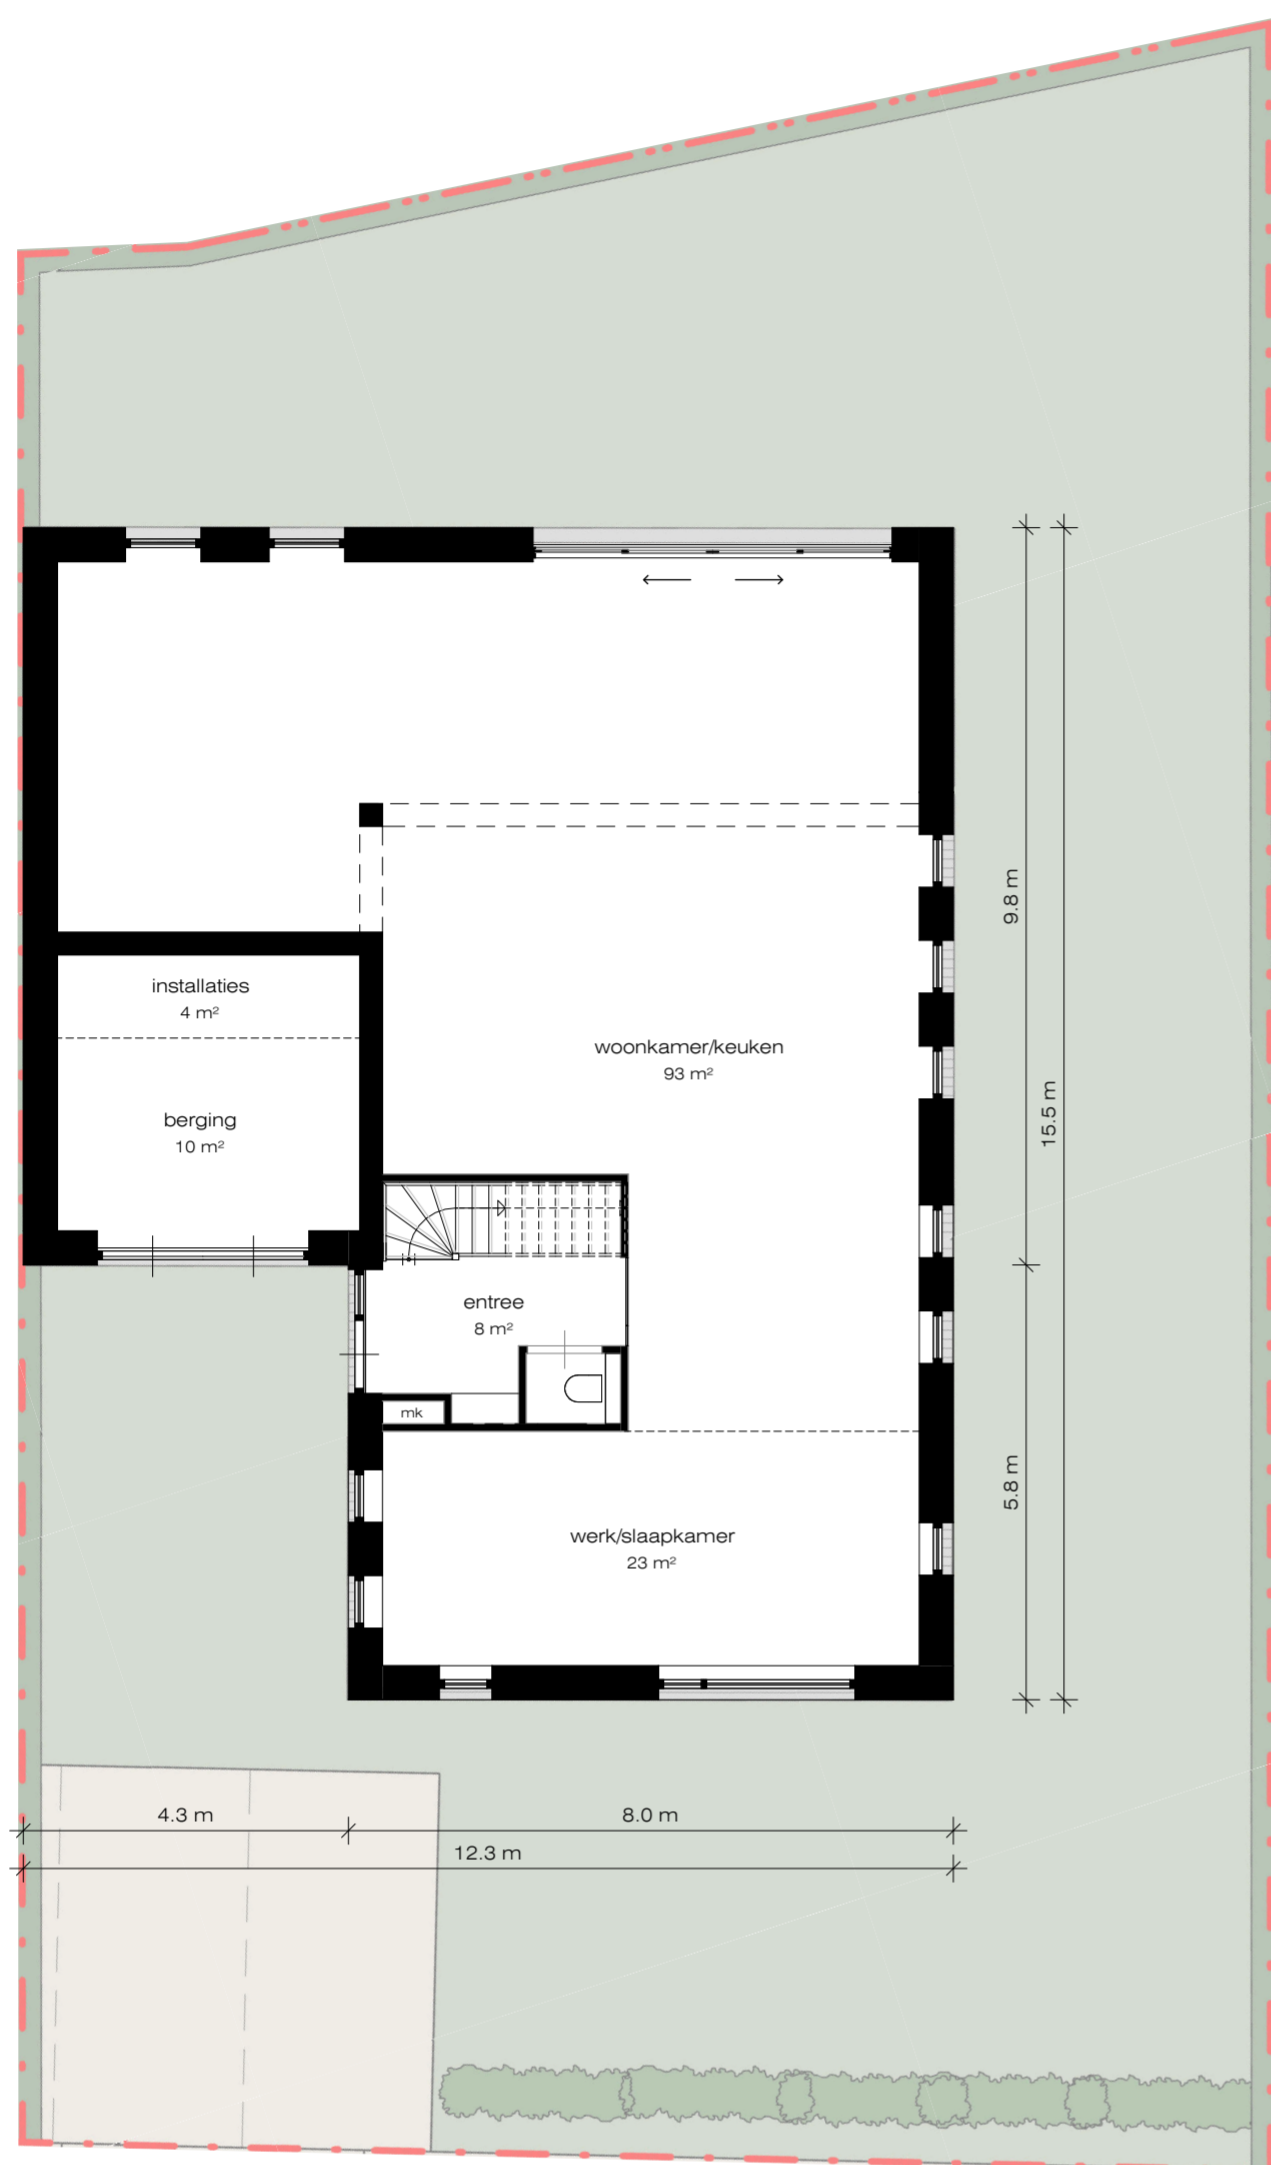 9.8 m
installaties
4 m²
woonkamer/keuken
93 m²
15.5 m
berging
10 m²
entree
8 m²
mk
5.8 m
werk/slaapkamer
23 m²
4.3 m
8.0 m
12.3 m